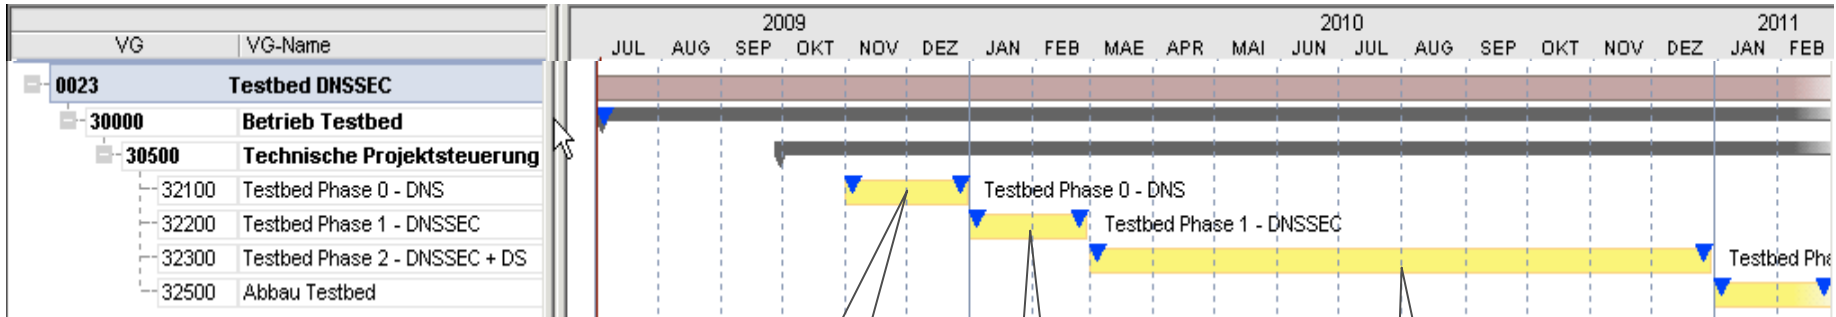 2009 2010 2011
VG VG-Name JUL AUG SEP OKT NOV DEZ JAN FEB MAE APR MAI JUN JUL AUG SEP OKT NOV DEZ JAN FEB
0023 Testbed DNSSEC
30000 Betrieb Testbed
30500 Technische Projektsteuerung
32100 Testbed Phase 0 - DNS Testbed Phase 0 - DNS
32200 Testbed Phase 1 - DNSSEC Testbed Phase 1 - DNSSEC
32300 Testbed Phase 2 - DNSSEC + DS Testbed Pha
32500 Abbau Testbed